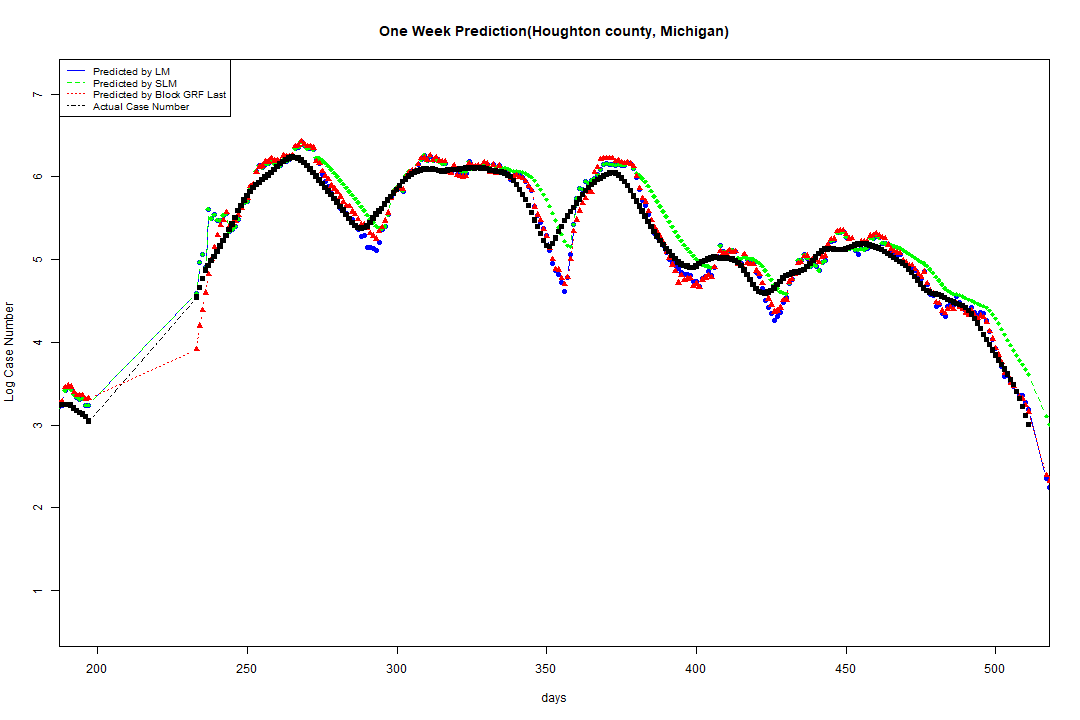 One Week Prediction(Houghton county, Michigan)
Predicted by LM
Predicted by SLM
Predicted by Block GRF Last
Actual Case Number
7
6
5
4
3
2
1
Log Case Number
200 250 300 350 400 450 500
days